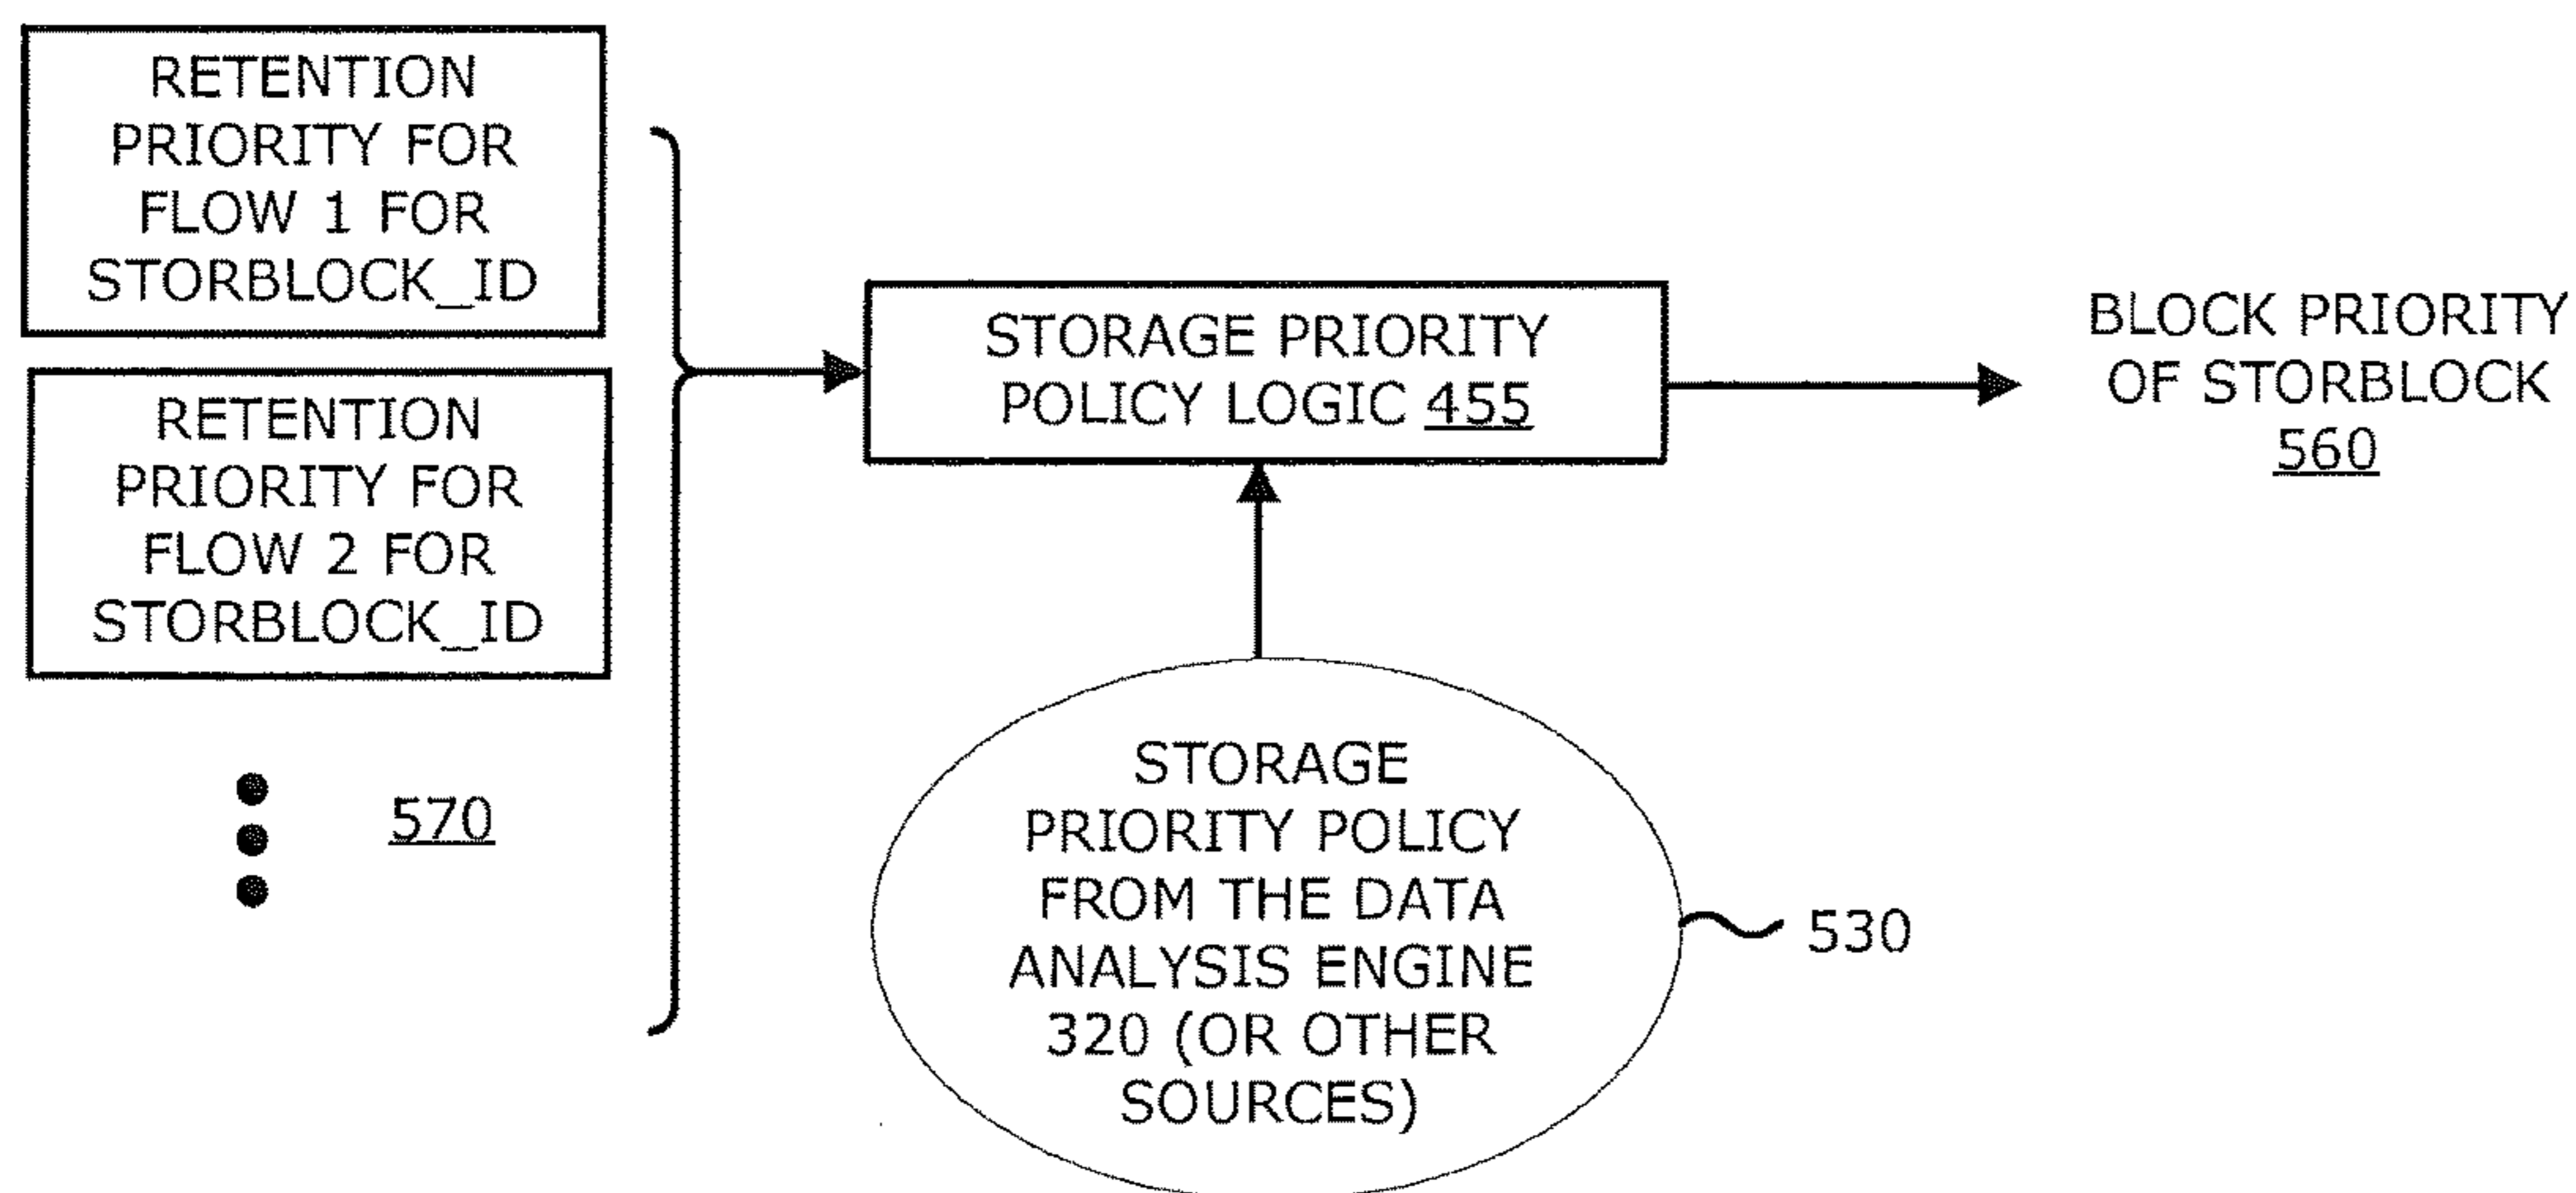 RETENTION
PRIORITY FOR
FLOW 1 FOR
STORBLOCK_ID
RETENTION
PRIORITY FOR
FLOW 2 FOR
STORBLOCK_ID
570
STORAGE PRIORITY
POLICY LOGIC 455
STORAGE
PRIORITY POLICY
FROM THE DATA
ANALYSIS ENGINE
320 (OR OTHER
SOURCES)
530
BLOCK PRIORITY
OF STORBLOCK
560